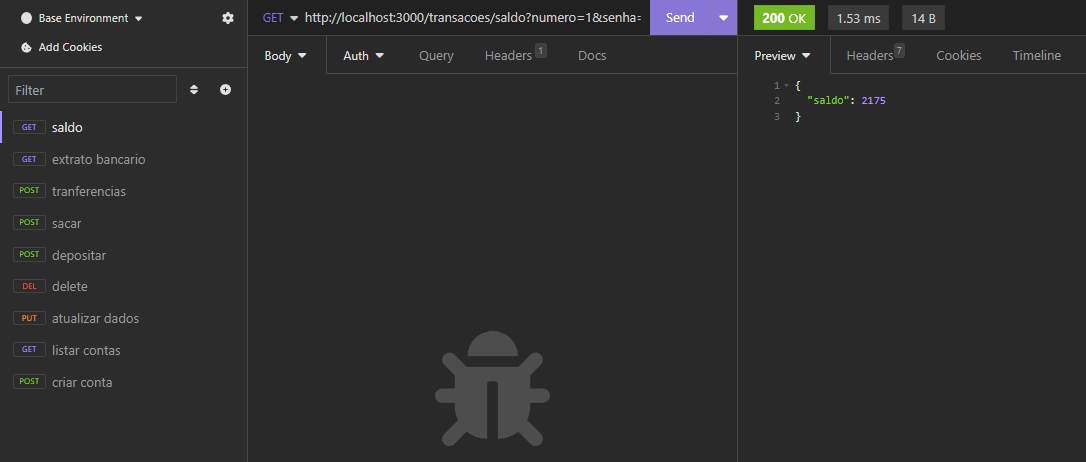 Base Environment
Add Cookies
Filter
GET saldo
GET extrato bancario
POST tranferencias
POST sacar
POST depositar
DEL delete
PUT atualizar dados
GET listar contas
POST criar conta
GET http://localhost:3000/transacoes/saldo?numero=1&senha= Send
Body Auth Query Headers 1 Docs
200 OK 1.53 ms 14 B
Preview Headers 7 Cookies Timeline
1 {
2 "saldo": 2175
3 }